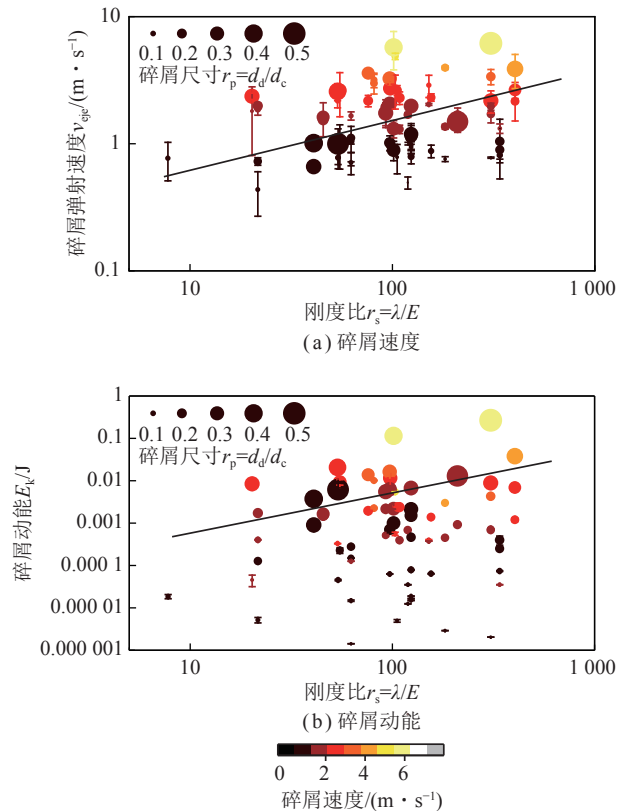 10
0.1 0.2 0.3 0.4 0.5
碎屑尺寸rp=dd/dc
1
0.1
碎屑弹射速度veje/(m・s−1)
10 100 1 000
刚度比rs=λ/E
(a) 碎屑速度
1
0.1
0.1 0.2 0.3 0.4 0.5
碎屑尺寸rp=dd/dc
0.01
0.001
0.000 1
0.000 01
0.000 001
碎屑动能Ek/J
10 100 1 000
刚度比rs=λ/E
(b) 碎屑动能
0 2 4 6
碎屑速度/(m・s−1)